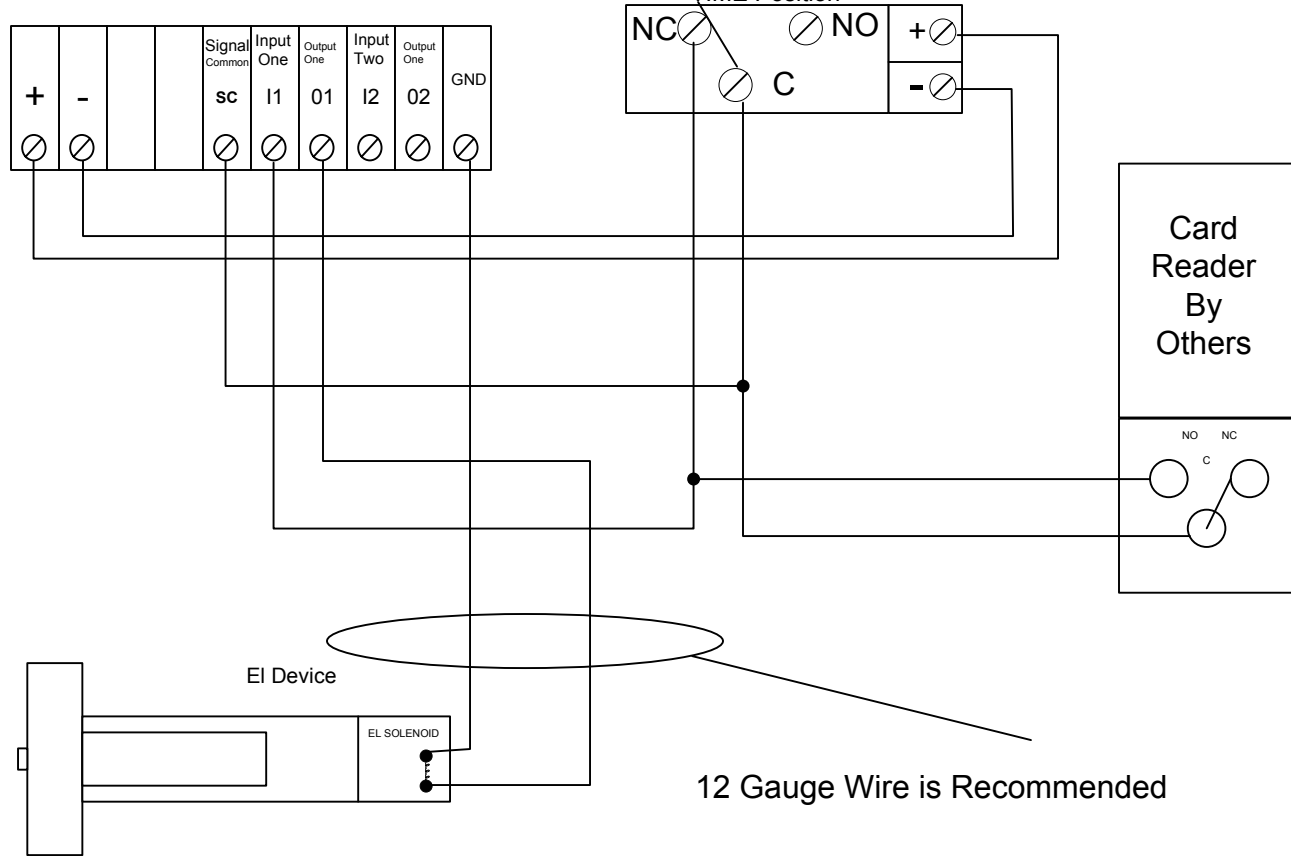 Position
NC
NO
+
-
C
Signal
Common
SC
Input
One
I1
Output
One
01
Input
Two
I2
Output
One
02
GND
+
-
Card
Reader
By
Others
NO NC
C
El Device
EL SOLENOID
12 Gauge Wire is Recommended